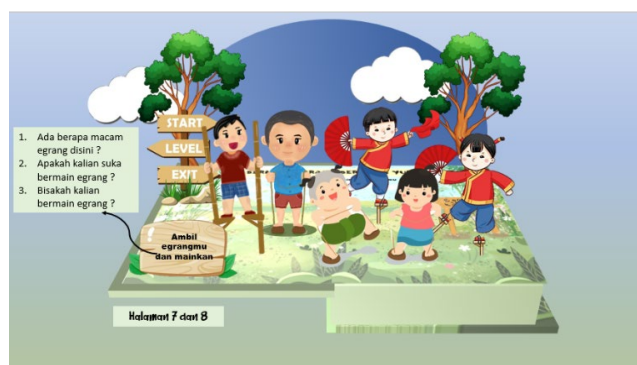 START
LEVEL
EXIT
1. Ada berapa macam
egrang disini ?
2. Apakah kalian suka
bermain egrang ?
3. Bisakah kalian
bermain egrang ?
Ambil
egrangmu
dan mainkan
Halaman 7 dan 8